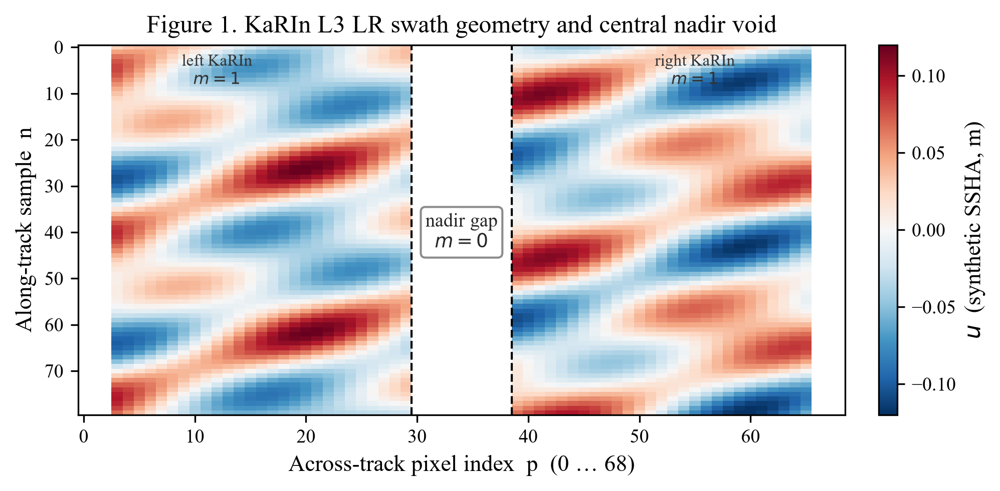 Figure 1. KaRIn L3 LR swath geometry and central nadir void
left KaRIn
m = 1
right KaRIn
m = 1
nadir gap
m = 0
0
10
20
30
40
50
60
70
Along-track sample n
0 10 20 30 40 50 60
Across-track pixel index p (0 … 68)
0.10
0.05
0.00
−0.05
−0.10
u (synthetic SSHA, m)